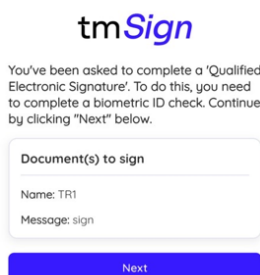 tmSign
You've been asked to complete a 'Qualified
Electronic Signature'. To do this, you need
to complete a biometric ID check. Continue
by clicking "Next" below.
Document(s) to sign
Name: TR1
Message: sign
Next